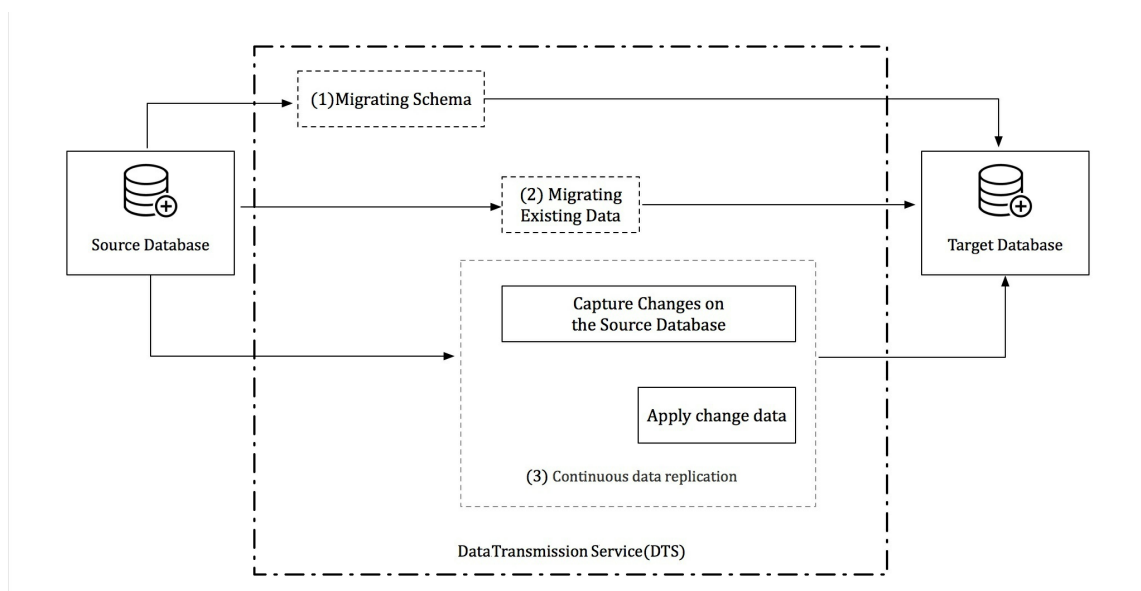 (1)Migrating Schema
(2) Migrating
Existing Data
Source Database
Target Database
Capture Changes on
the Source Database
Apply change data
(3) Continuous data replication
DataTransmission Service(DTS)